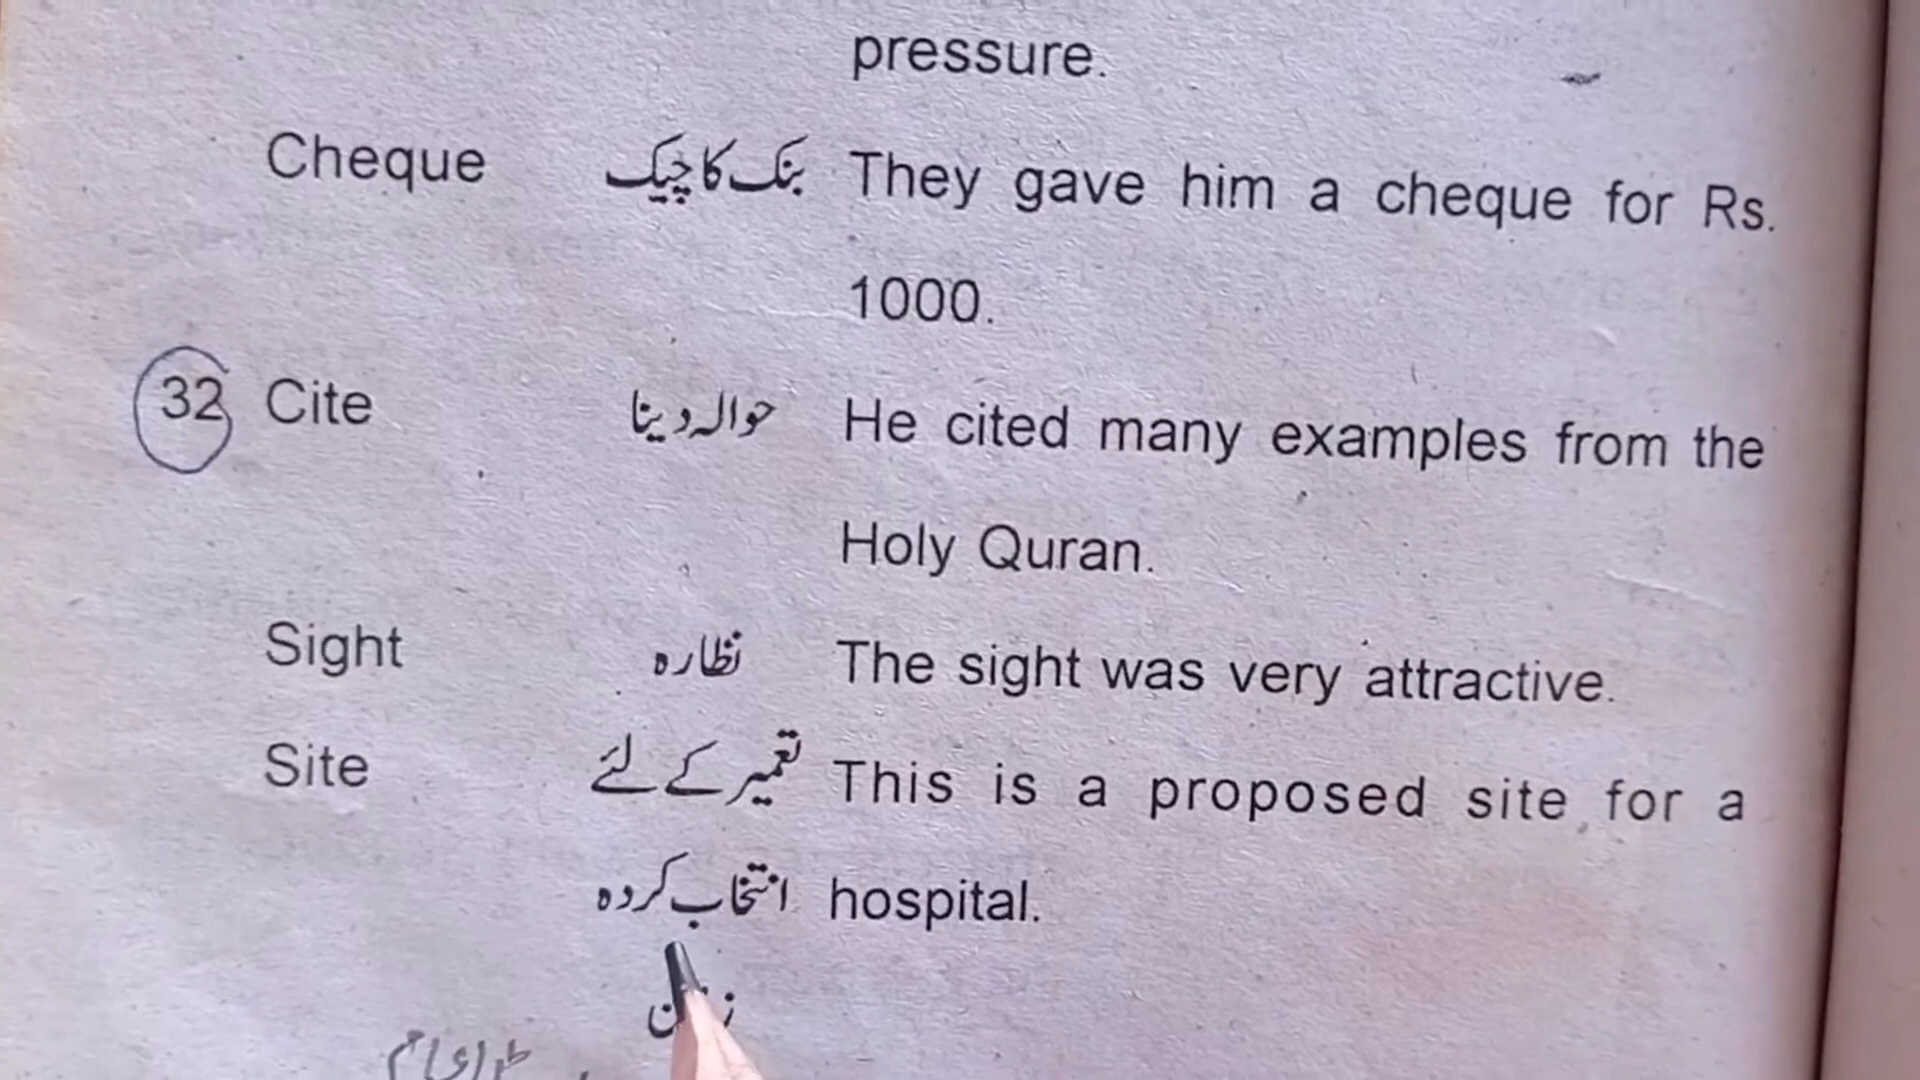 pressure.
Cheque بنک کا چیک They gave him a cheque for Rs.
1000.
32 Cite حوالہ دینا He cited many examples from the
Holy Quran.
Sight نظارہ The sight was very attractive.
Site تعمیر کے لئے This is a proposed site for a
انتخاب کردہ hospital.